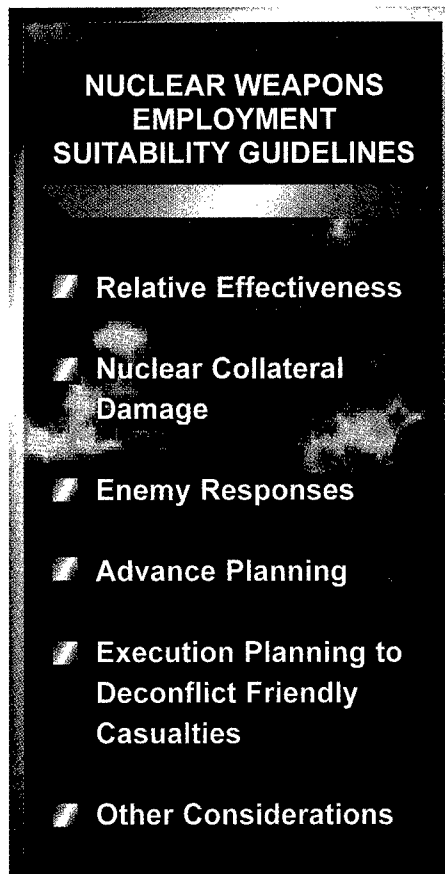 NUCLEAR WEAPONS
EMPLOYMENT
SUITABILITY GUIDELINES
Relative Effectiveness
Nuclear Collateral
Damage
Enemy Responses
Advance Planning
Execution Planning to
Deconflict Friendly
Casualties
Other Considerations